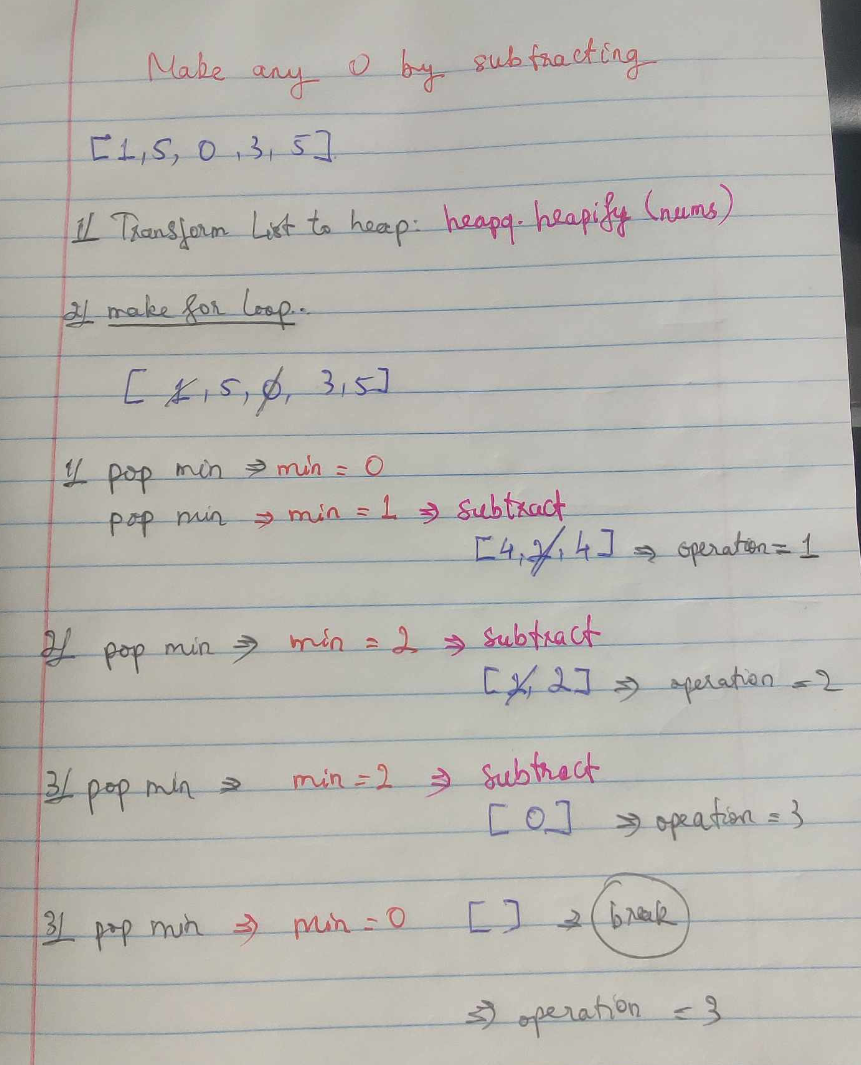 Make any 0 by subtracting
[1, 5, 0, 3, 5]
1/ Transform List to heap: heapq.heapify(nums)
2/ make for loop..
[1, 5, 0, 3, 5]
1/ pop min ⇒ min = 0
pop min ⇒ min = 1 ⇒ subtract
[4, 2, 4] ⇒ operation = 1
2/ pop min ⇒ min = 2 ⇒ subtract
[2, 2] ⇒ operation = 2
3/ pop min ⇒ min = 2 ⇒ subtract
[0] ⇒ opeation = 3
3/ pop min ⇒ min = 0 [ ] ⇒ break
⇒ operation = 3